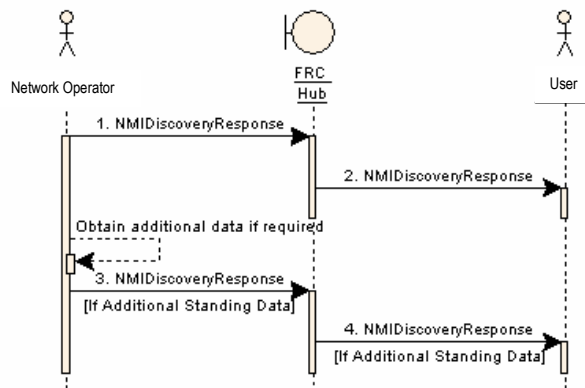 Network Operator
FRC
Hub
User
1. NMIDiscoveryResponse
2. NMIDiscoveryResponse
Obtain additional data if required
3. NMIDiscoveryResponse
[If Additional Standing Data]
4. NMIDiscoveryResponse
[If Additional Standing Data]